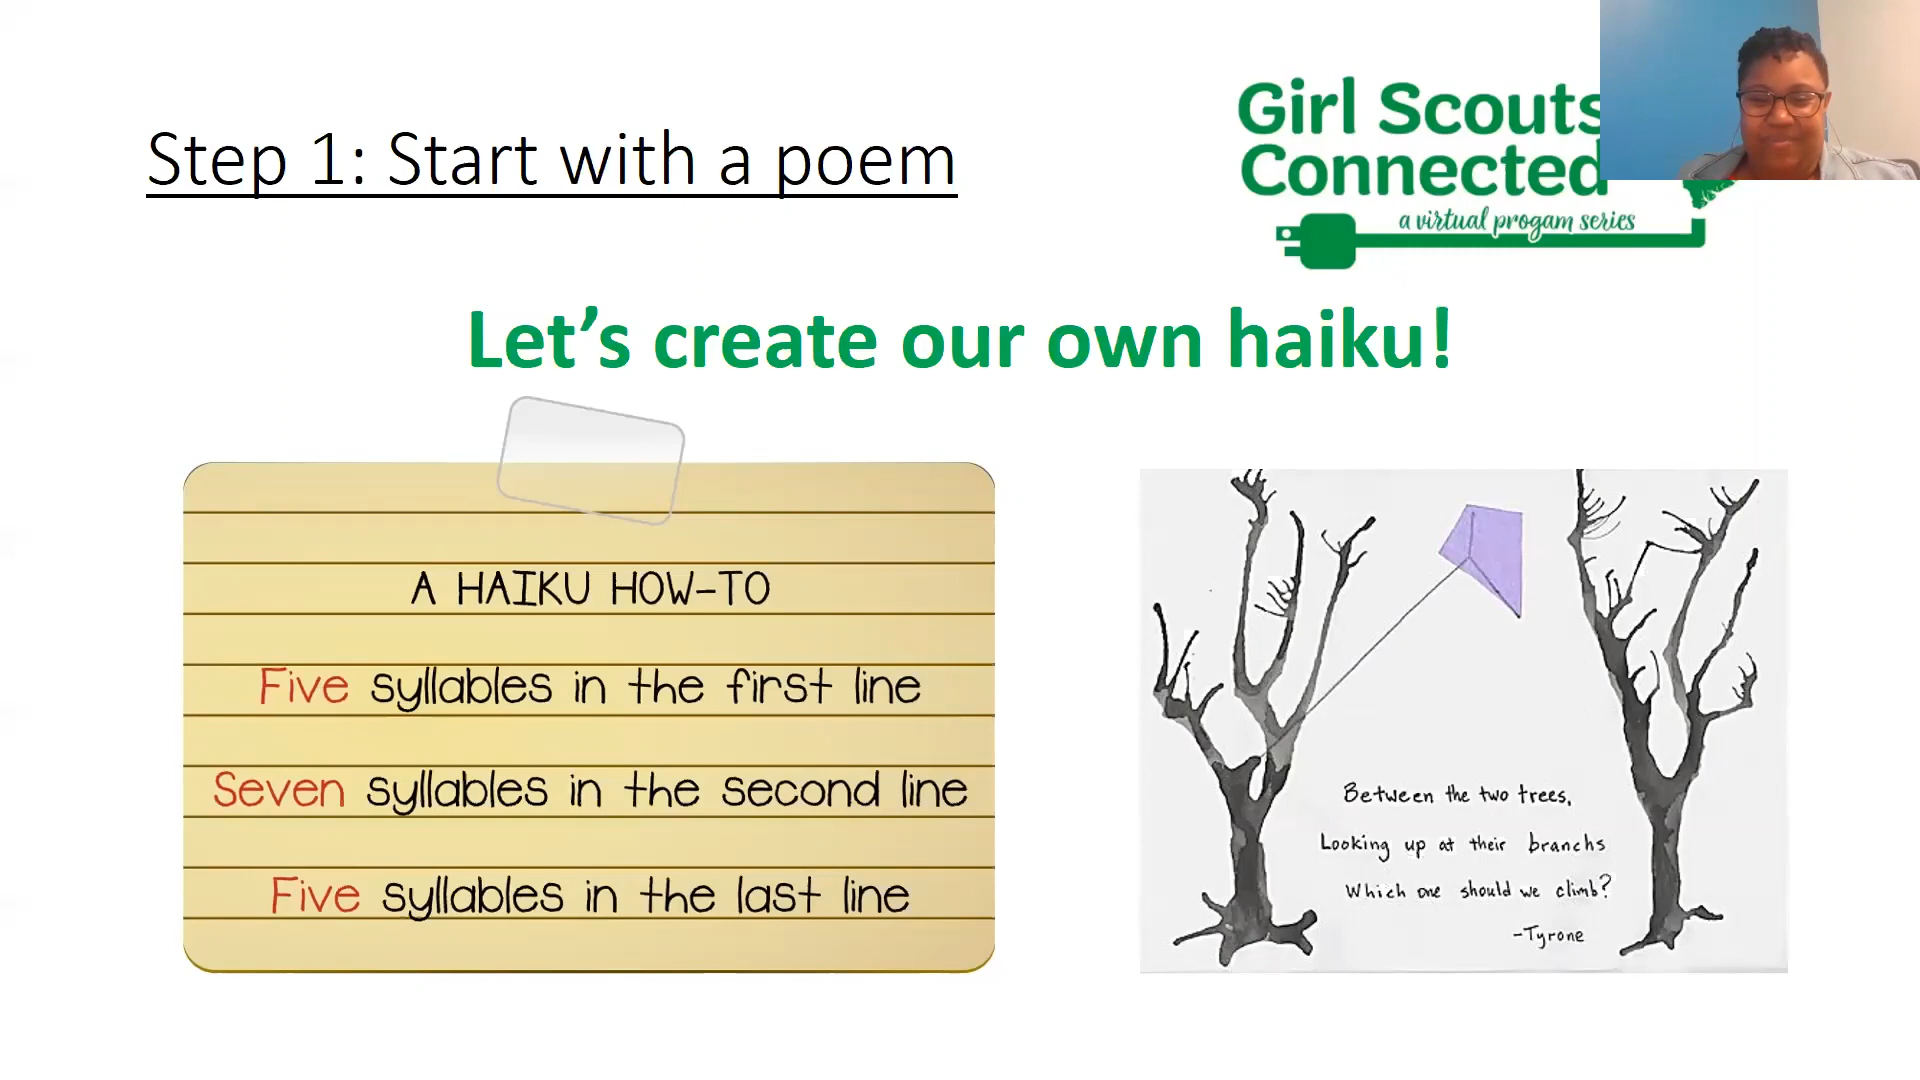 Step 1: Start with a poem
Girl Scouts
Connected
a virtual progam series
Let’s create our own haiku!
A HAIKU HOW-TO
Five syllables in the first line
Seven syllables in the second line
Five syllables in the last line
Between the two trees,
Looking up at their branchs
Which one should we climb?
-Tyrone